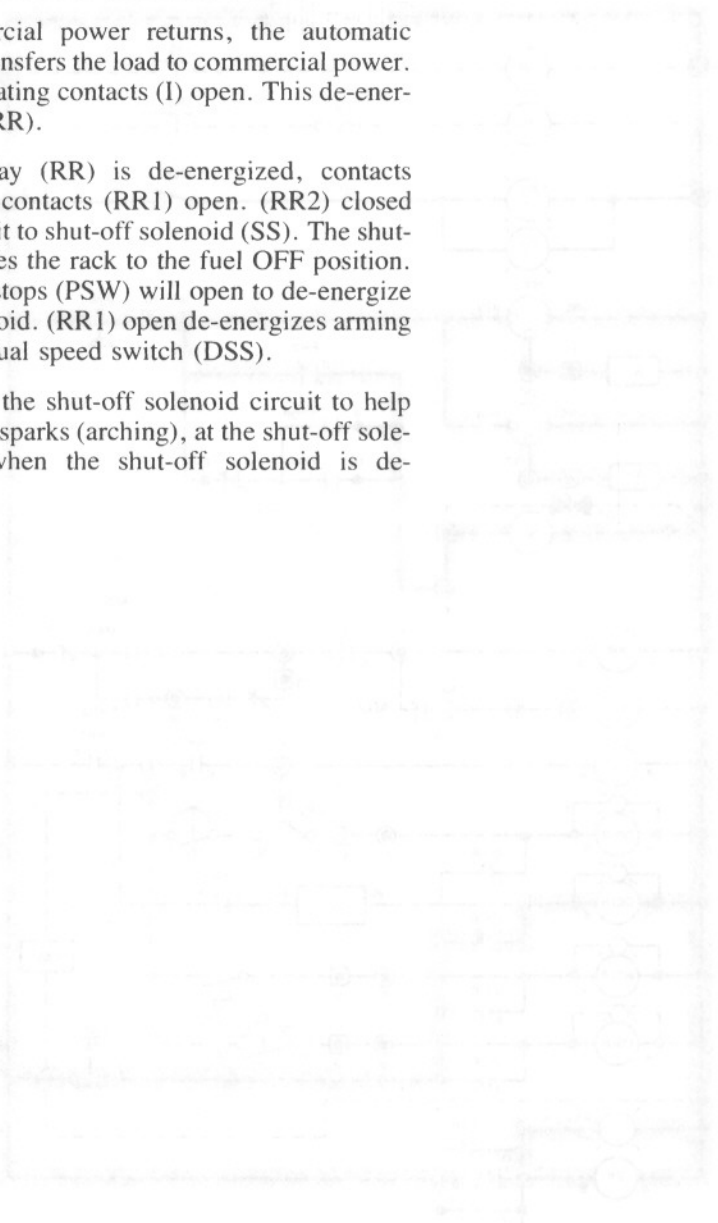 rcial power returns, the automatic
nsfers the load to commercial power.
ating contacts (I) open. This de-ener-
RR).
ay (RR) is de-energized, contacts
contacts (RR1) open. (RR2) closed
it to shut-off solenoid (SS). The shut-
es the rack to the fuel OFF position.
stops (PSW) will open to de-energize
oid. (RR1) open de-energizes arming
ual speed switch (DSS).
the shut-off solenoid circuit to help
sparks (arching), at the shut-off sole-
when the shut-off solenoid is de-